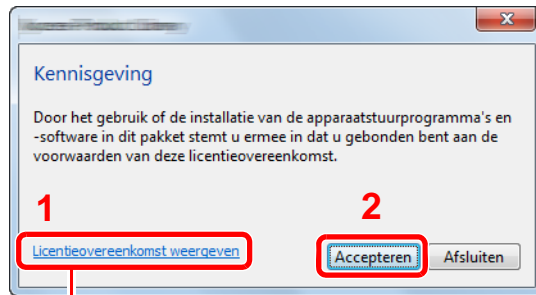 Kennisgeving
Door het gebruik of de installatie van de apparaatstuurprogramma's en
-software in dit pakket stemt u ermee in dat u gebonden bent aan de
voorwaarden van deze licentieovereenkomst.
1
2
Licentieovereenkomst weergeven
Accepteren
Afsluiten